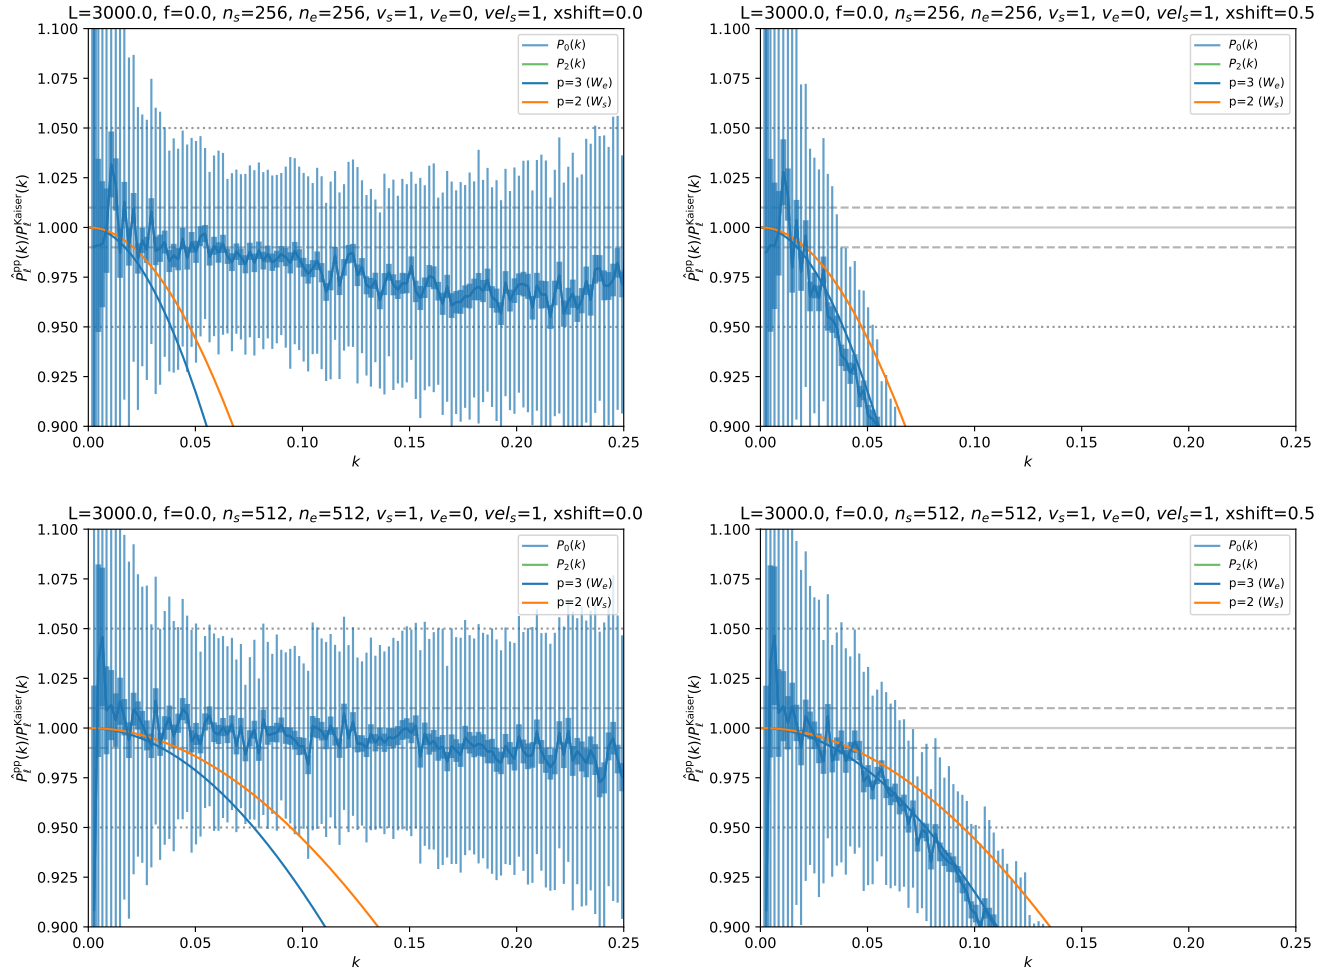 L=3000.0, f=0.0, n_s=256, n_e=256, v_s=1, v_e=0, vel_s=1, xshift=0.0
1.100
1.075
1.050
1.025
1.000
0.975
0.950
0.925
0.900
P̂_ℓ^pp(k)/P_ℓ^Kaiser(k)
P_0(k)
P_2(k)
p=3 (W_e)
p=2 (W_s)
0.00 0.05 0.10 0.15 0.20 0.25
k
L=3000.0, f=0.0, n_s=256, n_e=256, v_s=1, v_e=0, vel_s=1, xshift=0.5
1.100
1.075
1.050
1.025
1.000
0.975
0.950
0.925
0.900
P̂_ℓ^pp(k)/P_ℓ^Kaiser(k)
P_0(k)
P_2(k)
p=3 (W_e)
p=2 (W_s)
0.00 0.05 0.10 0.15 0.20 0.25
k
L=3000.0, f=0.0, n_s=512, n_e=512, v_s=1, v_e=0, vel_s=1, xshift=0.0
1.100
1.075
1.050
1.025
1.000
0.975
0.950
0.925
0.900
P̂_ℓ^pp(k)/P_ℓ^Kaiser(k)
P_0(k)
P_2(k)
p=3 (W_e)
p=2 (W_s)
0.00 0.05 0.10 0.15 0.20 0.25
k
L=3000.0, f=0.0, n_s=512, n_e=512, v_s=1, v_e=0, vel_s=1, xshift=0.5
1.100
1.075
1.050
1.025
1.000
0.975
0.950
0.925
0.900
P̂_ℓ^pp(k)/P_ℓ^Kaiser(k)
P_0(k)
P_2(k)
p=3 (W_e)
p=2 (W_s)
0.00 0.05 0.10 0.15 0.20 0.25
k